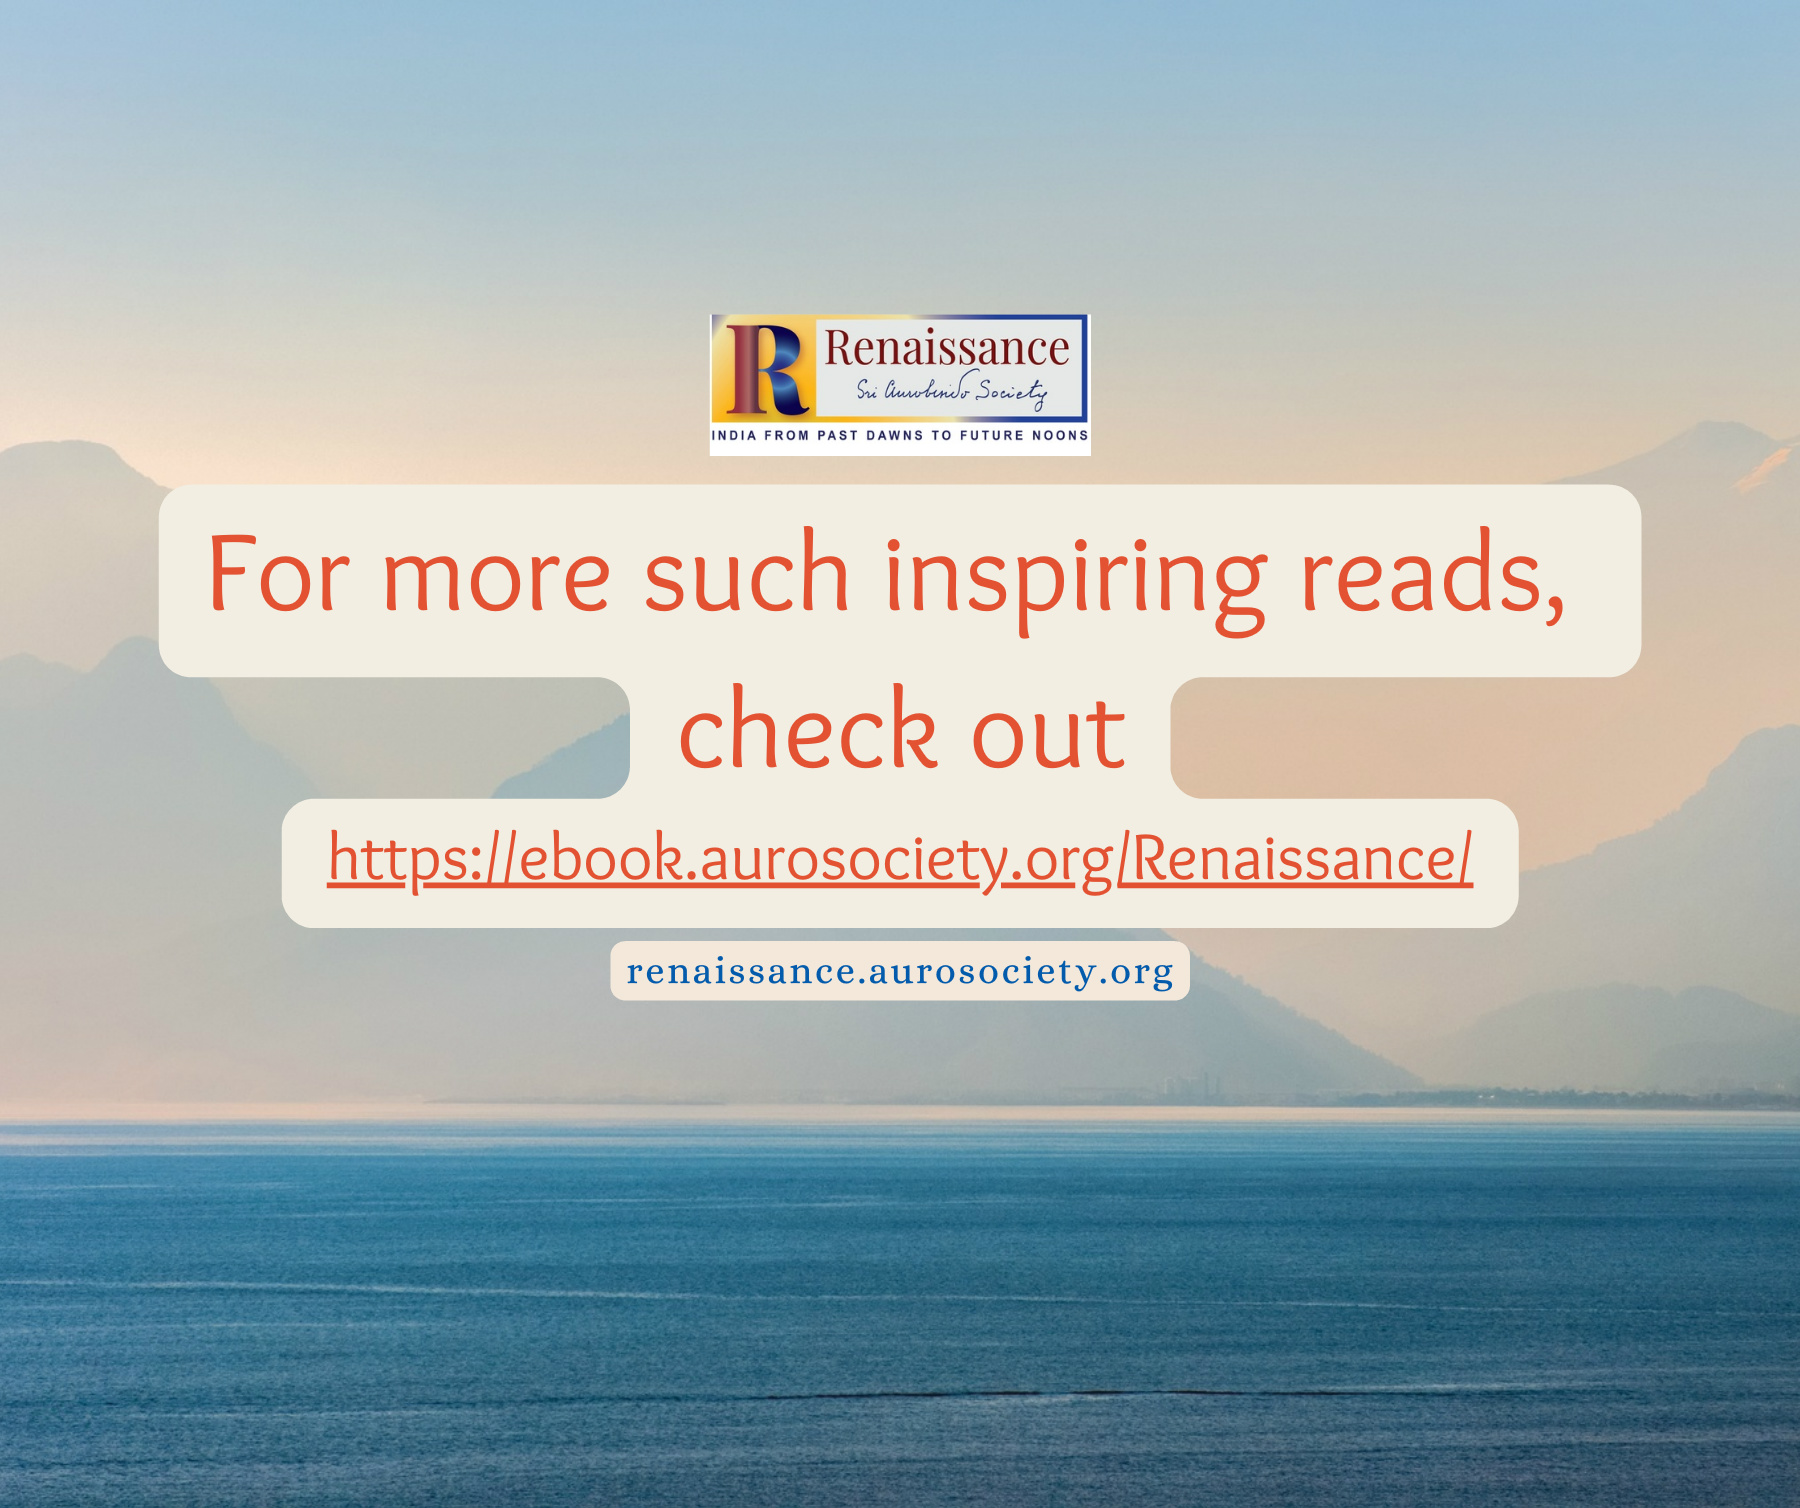 R
Renaissance
Sri Aurobindo Society
INDIA FROM PAST DAWNS TO FUTURE NOONS
For more such inspiring reads,
check out
https://ebook.aurosociety.org/Renaissance/
renaissance.aurosociety.org